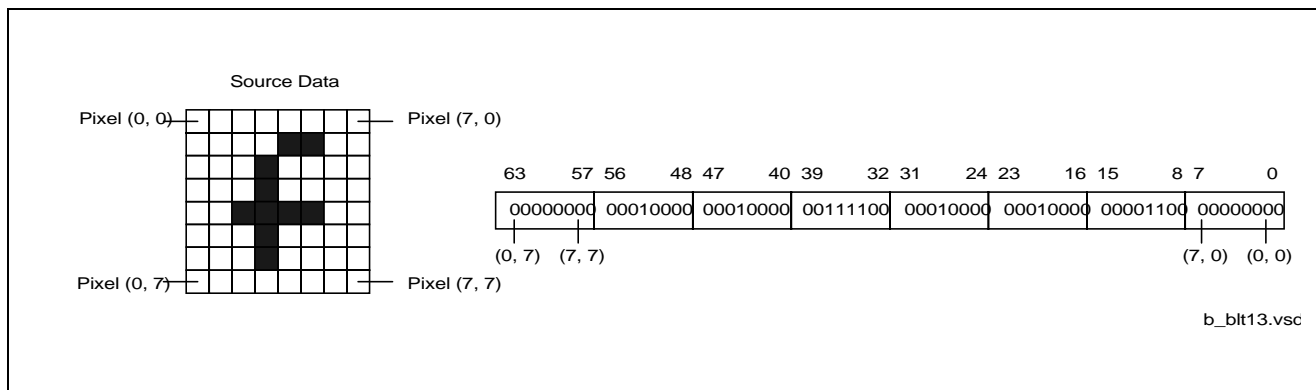 Source Data
Pixel (0, 0)
Pixel (7, 0)
Pixel (0, 7)
Pixel (7, 7)
63 57 56 48 47 40 39 32 31 24 23 16 15 8 7 0
00000000 00010000 00010000 00111100 00010000 00010000 00001100 00000000
(0, 7) (7, 7) (7, 0) (0, 0)
b_blt13.vsd